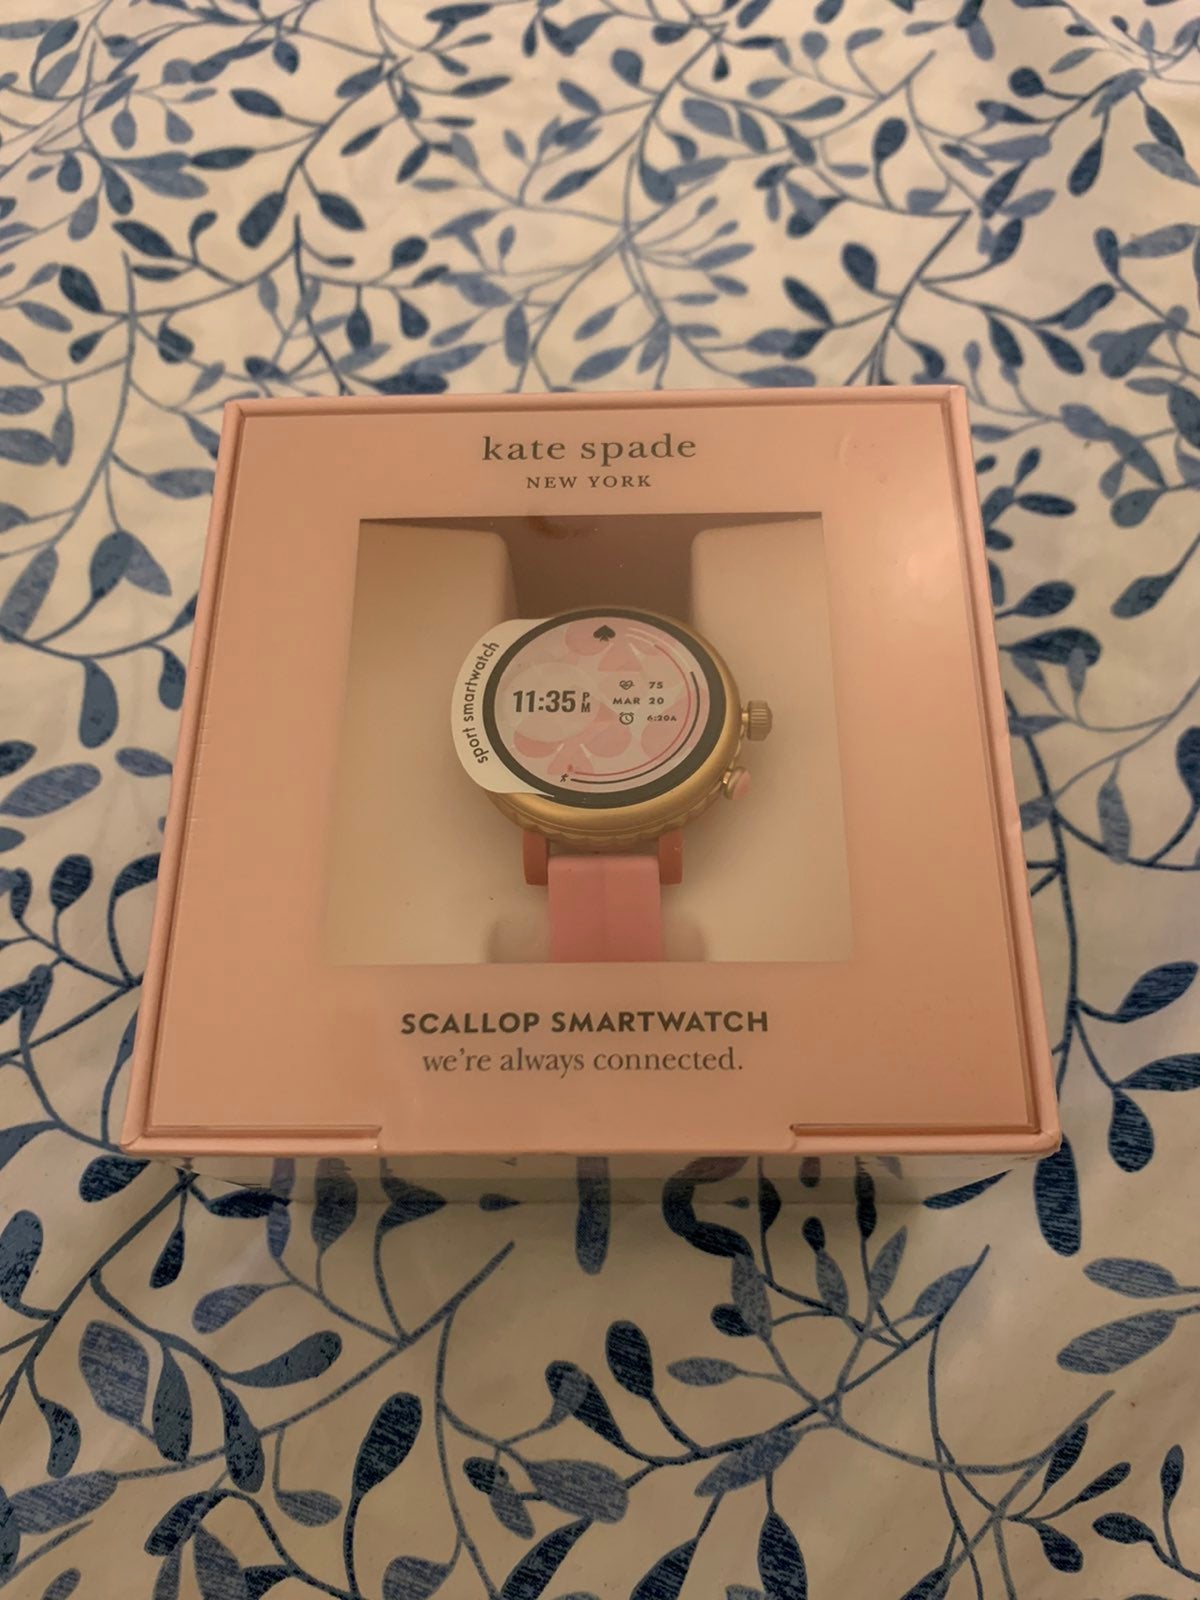 kate spade
NEW YORK
sport smartwatch
11:35 PM
75
MAR 20
6:20A
SCALLOP SMARTWATCH
we're always connected.